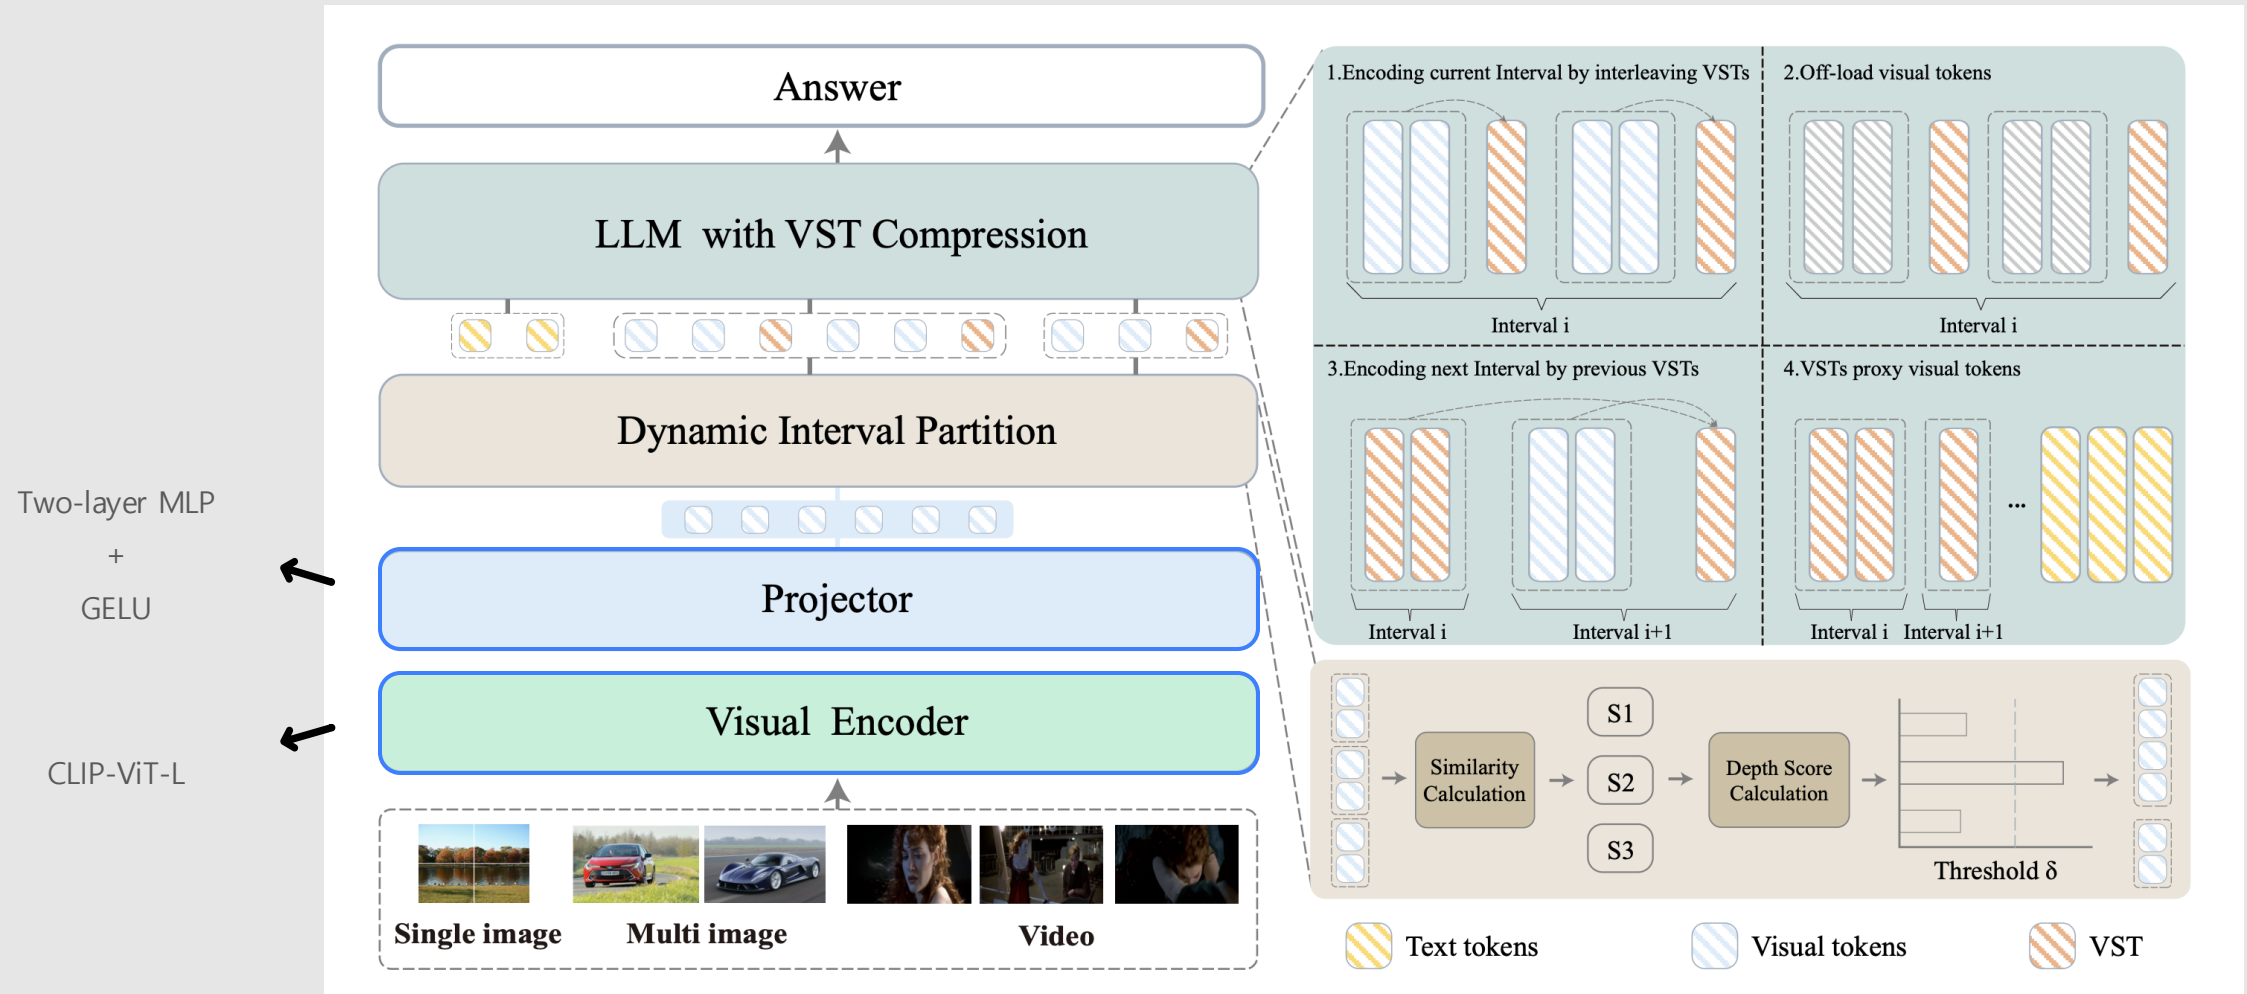 Two-layer MLP
+
GELU
CLIP-ViT-L
Answer
LLM with VST Compression
Dynamic Interval Partition
Projector
Visual Encoder
Single image
Multi image
Video
1.Encoding current Interval by interleaving VSTs
Interval i
2.Off-load visual tokens
Interval i
3.Encoding next Interval by previous VSTs
Interval i
Interval i+1
4.VSTs proxy visual tokens
...
Interval i
Interval i+1
Similarity
Calculation
S1
S2
S3
Depth Score
Calculation
Threshold δ
Text tokens
Visual tokens
VST